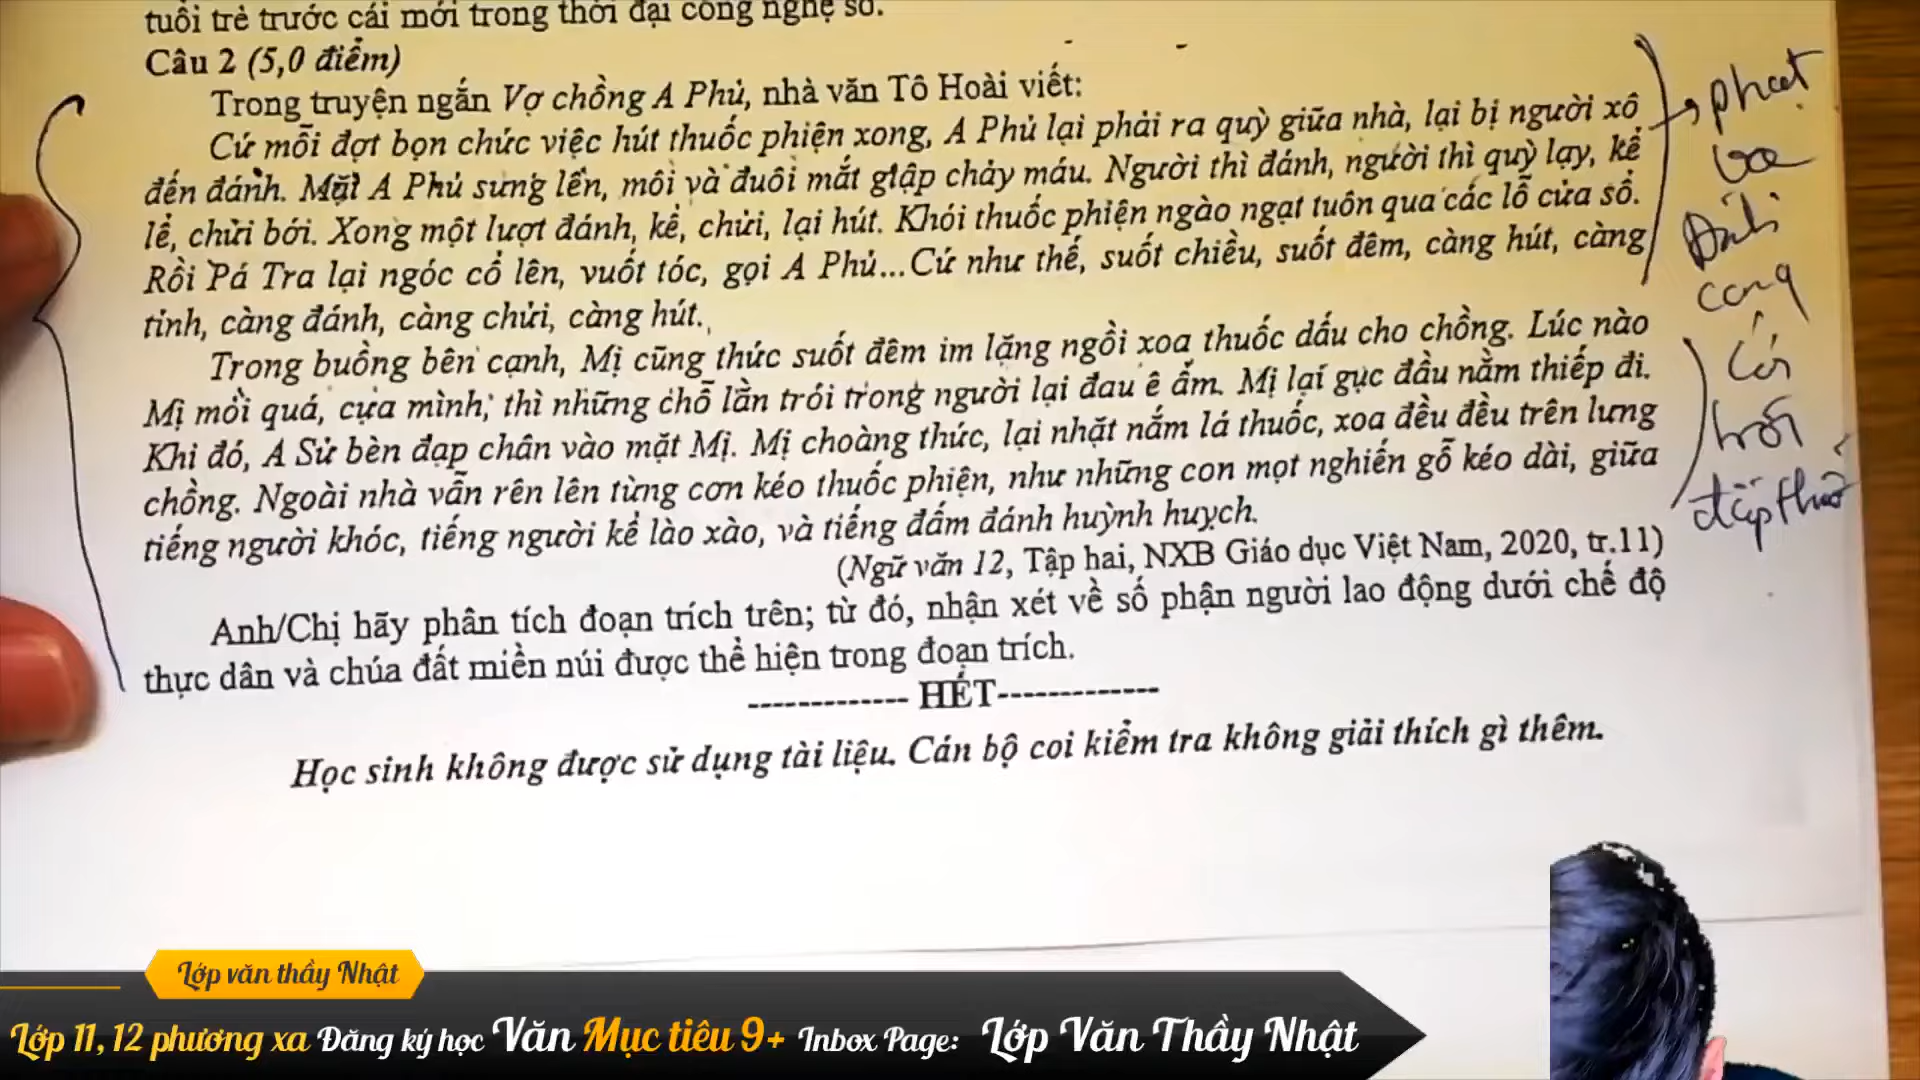 tuổi trẻ trước cái mới trong thời đại công nghệ số.
Câu 2 (5,0 điểm)
Trong truyện ngắn Vợ chồng A Phủ, nhà văn Tô Hoài viết:
Cứ mỗi đợt bọn chức việc hút thuốc phiện xong, A Phủ lại phải ra quỳ giữa nhà, lại bị người xô
đến đánh. Mặt A Phủ sưng lên, môi và đuôi mắt giập chảy máu. Người thì đánh, người thì quỳ lạy, kể
lể, chửi bới. Xong một lượt đánh, kể, chửi, lại hút. Khói thuốc phiện ngào ngạt tuôn qua các lỗ cửa sổ.
Rồi Pá Tra lại ngóc cổ lên, vuốt tóc, gọi A Phủ...Cứ như thế, suốt chiều, suốt đêm, càng hút, càng
tỉnh, càng đánh, càng chửi, càng hút.
Trong buồng bên cạnh, Mị cũng thức suốt đêm im lặng ngồi xoa thuốc dấu cho chồng. Lúc nào
Mị mỏi quá, cựa mình, thì những chỗ lằn trói trong người lại đau ê ẩm. Mị lại gục đầu nằm thiếp đi.
Khi đó, A Sử bèn đạp chân vào mặt Mị. Mị choàng thức, lại nhặt nắm lá thuốc, xoa đều đều trên lưng
chồng. Ngoài nhà vẫn rên lên từng cơn kéo thuốc phiện, như những con mọt nghiến gỗ kéo dài, giữa
tiếng người khóc, tiếng người kể lào xào, và tiếng đấm đánh huỳnh huỵch.
(Ngữ văn 12, Tập hai, NXB Giáo dục Việt Nam, 2020, tr.11)
Anh/Chị hãy phân tích đoạn trích trên; từ đó, nhận xét về số phận người lao động dưới chế độ
thực dân và chúa đất miền núi được thể hiện trong đoạn trích.
------------- HẾT-------------
Học sinh không được sử dụng tài liệu. Cán bộ coi kiểm tra không giải thích gì thêm.
phạt
vạ
Đánh
trói
Lớp văn thầy Nhật
Lớp 11, 12 phương xa Đăng ký học Văn Mục tiêu 9+ Inbox Page: Lớp Văn Thầy Nhật